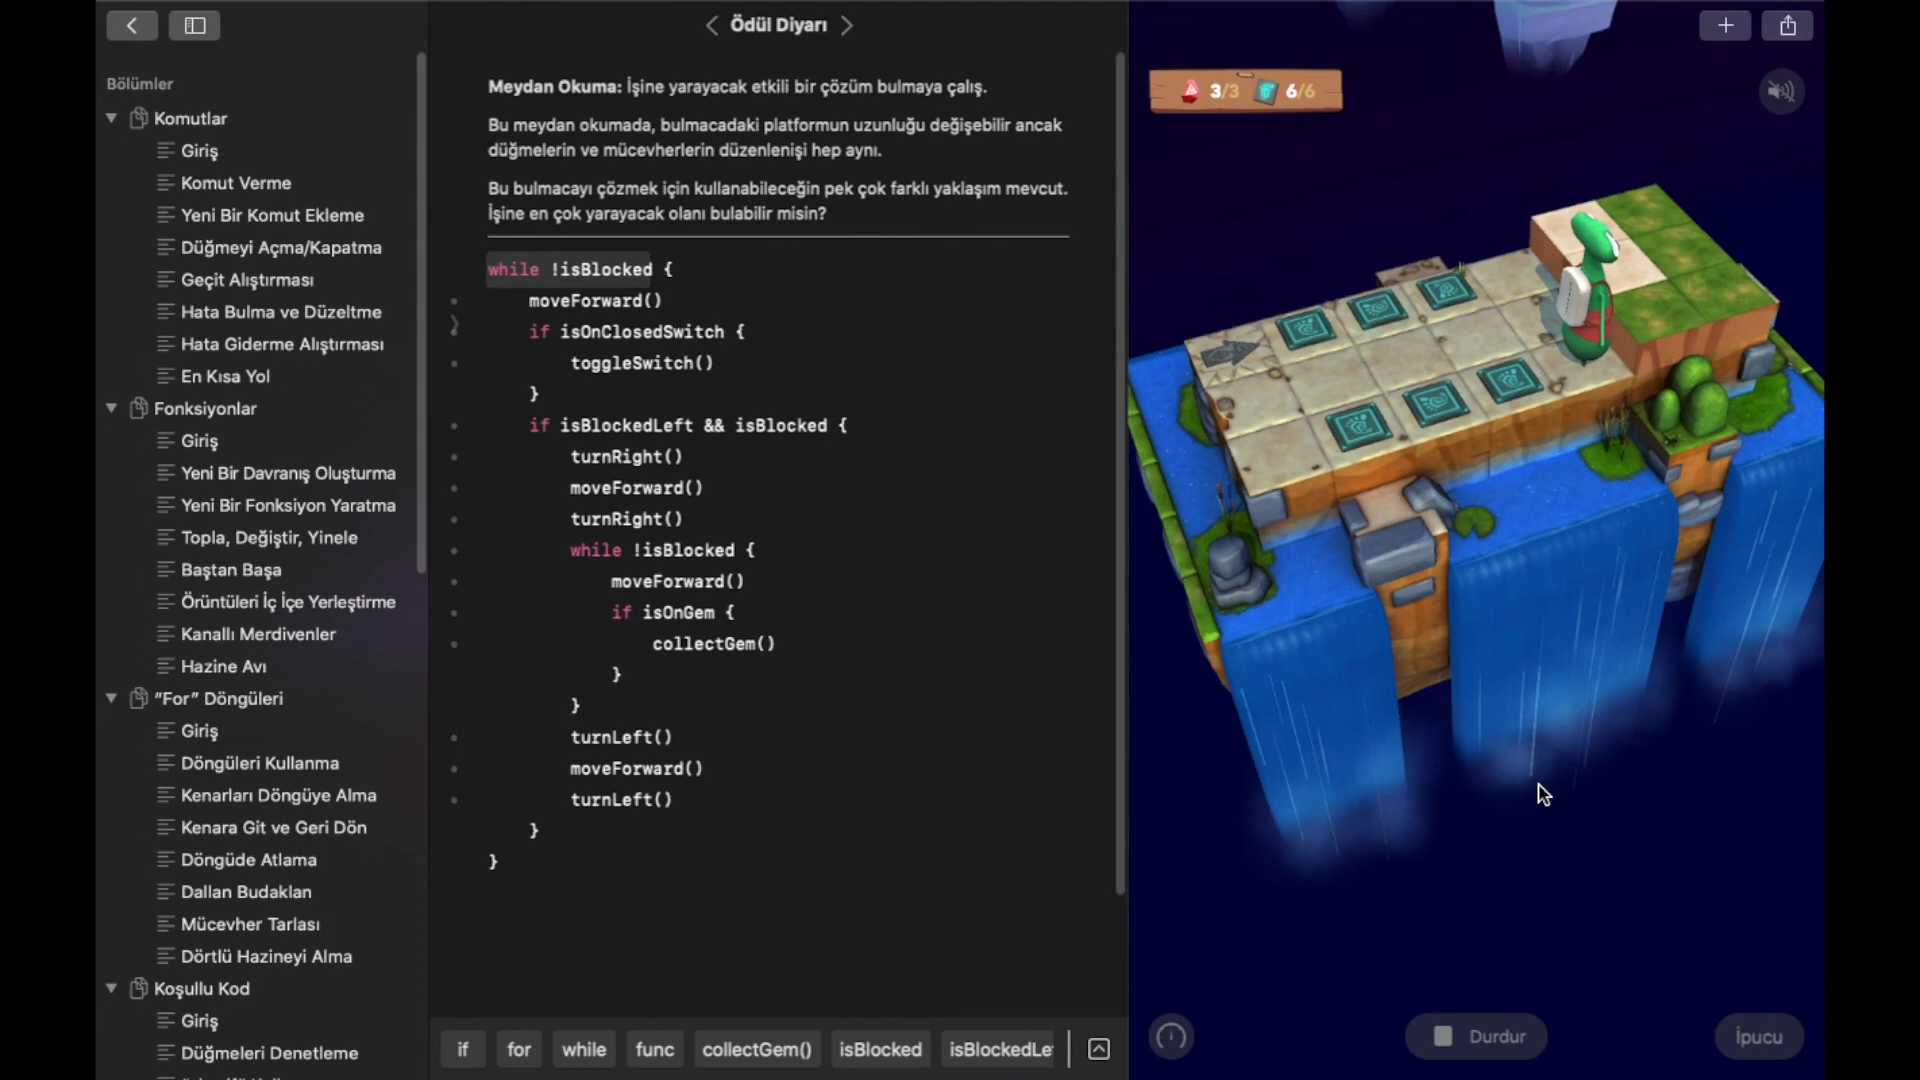 Bölümler
Komutlar
Giriş
Komut Verme
Yeni Bir Komut Ekleme
Düğmeyi Açma/Kapatma
Geçit Alıştırması
Hata Bulma ve Düzeltme
Hata Giderme Alıştırması
En Kısa Yol
Fonksiyonlar
Giriş
Yeni Bir Davranış Oluşturma
Yeni Bir Fonksiyon Yaratma
Topla, Değiştir, Yinele
Baştan Başa
Örüntüleri İç İçe Yerleştirme
Kanallı Merdivenler
Hazine Avı
"For" Döngüleri
Giriş
Döngüleri Kullanma
Kenarları Döngüye Alma
Kenara Git ve Geri Dön
Döngüde Atlama
Dallan Budaklan
Mücevher Tarlası
Dörtlü Hazineyi Alma
Koşullu Kod
Giriş
Düğmeleri Denetleme
Ödül Diyarı
Meydan Okuma: İşine yarayacak etkili bir çözüm bulmaya çalış.
Bu meydan okumada, bulmacadaki platformun uzunluğu değişebilir ancak
düğmelerin ve mücevherlerin düzenlenişi hep aynı.
Bu bulmacayı çözmek için kullanabileceğin pek çok farklı yaklaşım mevcut.
İşine en çok yarayacak olanı bulabilir misin?
while !isBlocked {
moveForward()
if isOnClosedSwitch {
toggleSwitch()
}
if isBlockedLeft && isBlocked {
turnRight()
moveForward()
turnRight()
while !isBlocked {
moveForward()
if isOnGem {
collectGem()
}
}
turnLeft()
moveForward()
turnLeft()
}
}
if for while func collectGem() isBlocked isBlockedLe
3/3 6/6
Durdur
İpucu